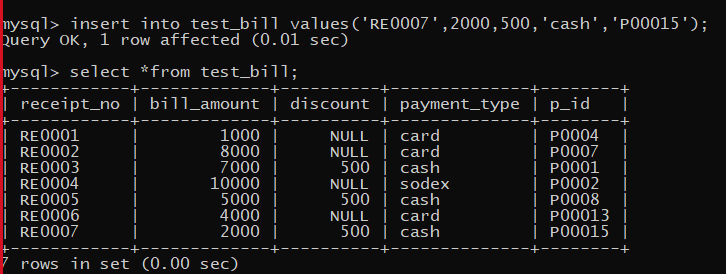 mysql> insert into test_bill values('RE0007',2000,500,'cash','P00015');
Query OK, 1 row affected (0.01 sec)
mysql> select *from test_bill;
+------------+-------------+----------+--------------+--------+
| receipt_no | bill_amount | discount | payment_type | p_id   |
+------------+-------------+----------+--------------+--------+
| RE0001     |        1000 |     NULL | card         | P0004  |
| RE0002     |        8000 |     NULL | card         | P0007  |
| RE0003     |        7000 |      500 | cash         | P0001  |
| RE0004     |       10000 |     NULL | sodex        | P0002  |
| RE0005     |        5000 |      500 | cash         | P0008  |
| RE0006     |        4000 |     NULL | card         | P00013 |
| RE0007     |        2000 |      500 | cash         | P00015 |
+------------+-------------+----------+--------------+--------+
7 rows in set (0.00 sec)